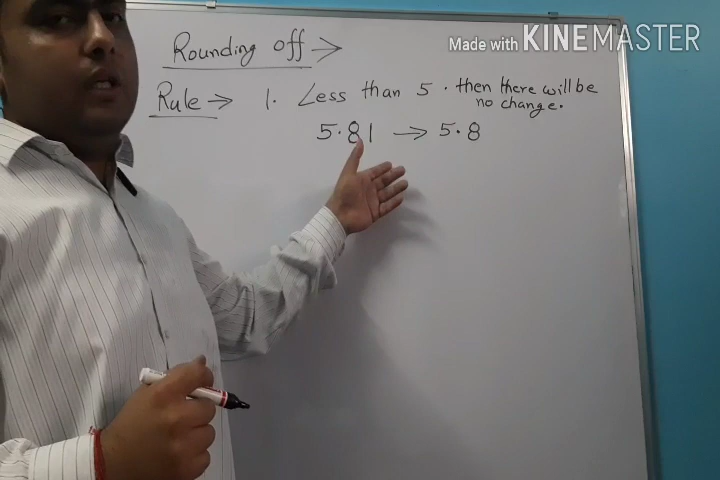 Made with KINEMASTER
Rounding off →
Rule → 1. Less than 5. then there will be
no change.
5.81 → 5.8